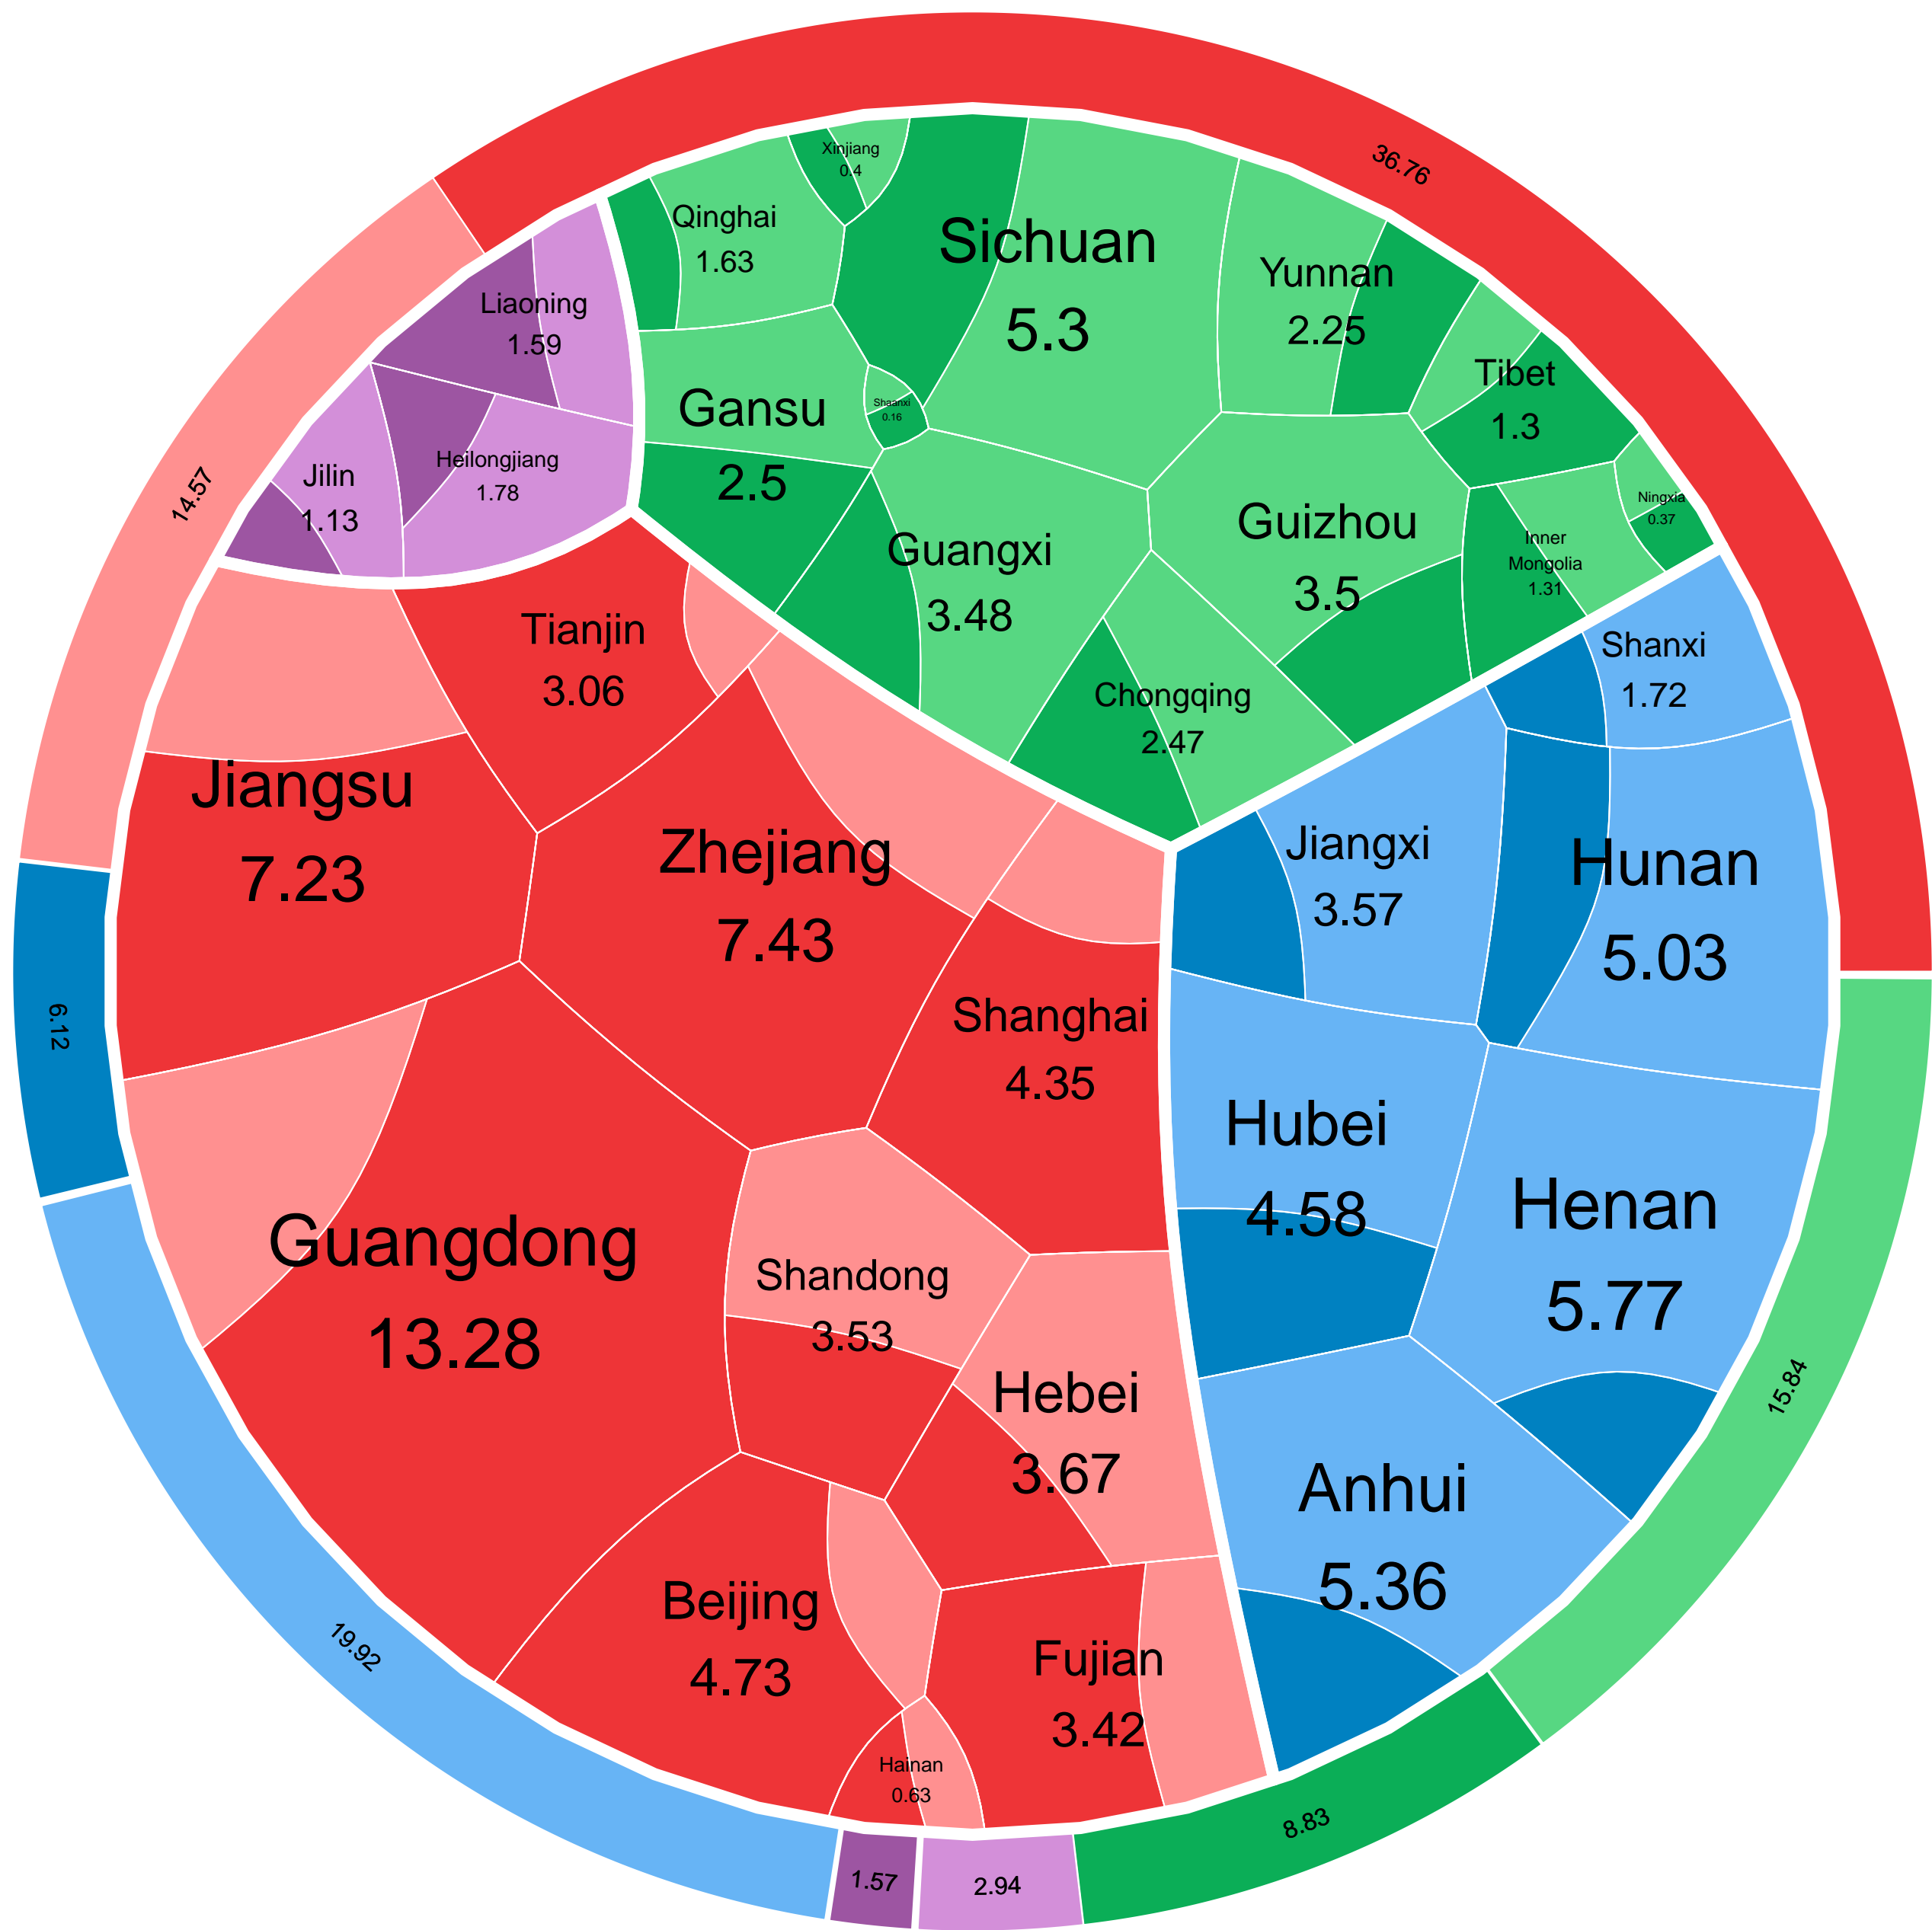 36.76
Xinjiang
0.4
Qinghai
1.63
Sichuan
5.3
Yunnan
2.25
Liaoning
1.59
Tibet
1.3
Gansu
2.5
Shaanxi
0.16
14.57
Jilin
1.13
Heilongjiang
1.78
Guangxi
3.48
Guizhou
3.5
Ningxia
0.37
Inner
Mongolia
1.31
Tianjin
3.06
Chongqing
2.47
Shanxi
1.72
Jiangsu
7.23
Zhejiang
7.43
Jiangxi
3.57
Hunan
5.03
6.12
Shanghai
4.35
Hubei
4.58
Henan
5.77
Guangdong
13.28
Shandong
3.53
Hebei
3.67
15.84
Anhui
5.36
19.92
Beijing
4.73
Fujian
3.42
Hainan
0.63
8.83
1.57
2.94